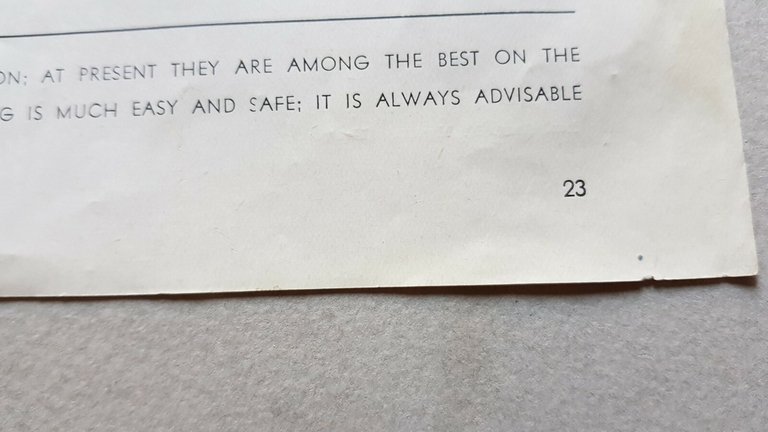 ON; AT PRESENT THEY ARE AMONG THE BEST ON THE
G IS MUCH EASY AND SAFE; IT IS ALWAYS ADVISABLE
23